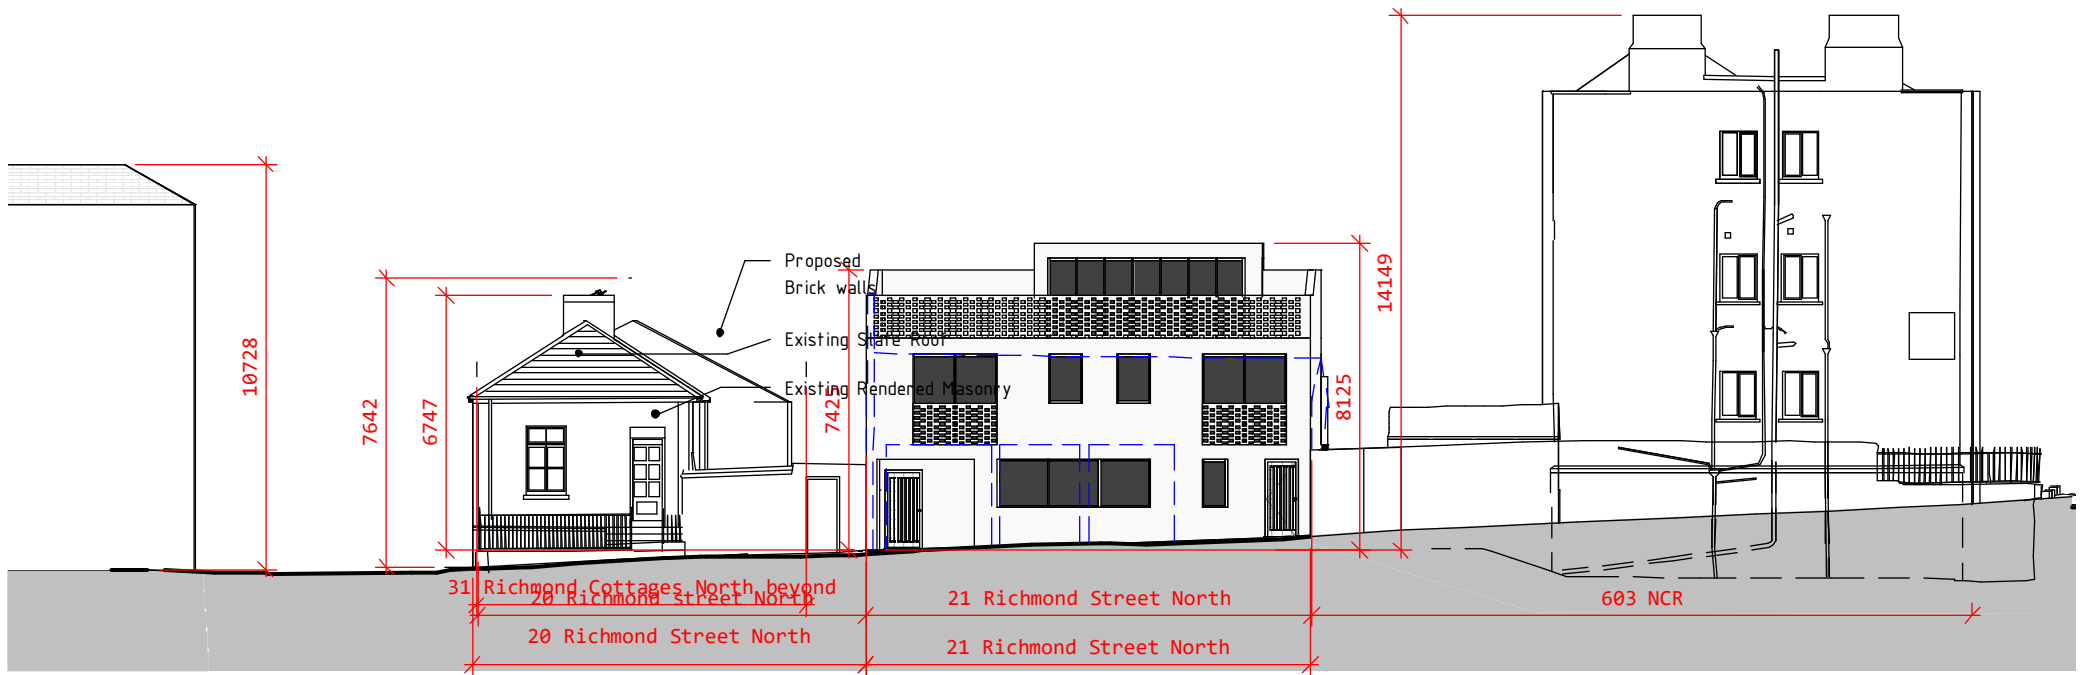 Proposed
Brick walls
Existing Slate Roof
Existing Rendered Masonry
10728
7642
6747
7425
8125
14149
31 Richmond Cottages North beyond
20 Richmond street North
21 Richmond Street North
603 NCR
20 Richmond Street North
21 Richmond Street North